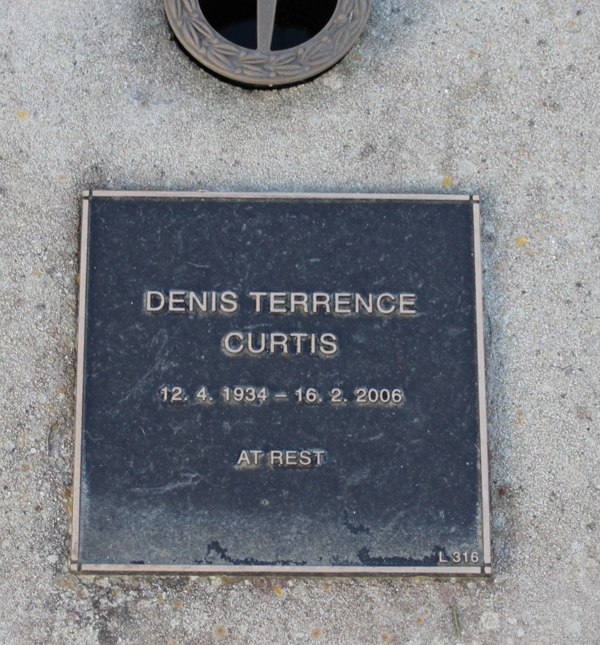 DENIS TERRENCE
CURTIS
12. 4. 1934 – 16. 2. 2006
AT REST
L 316